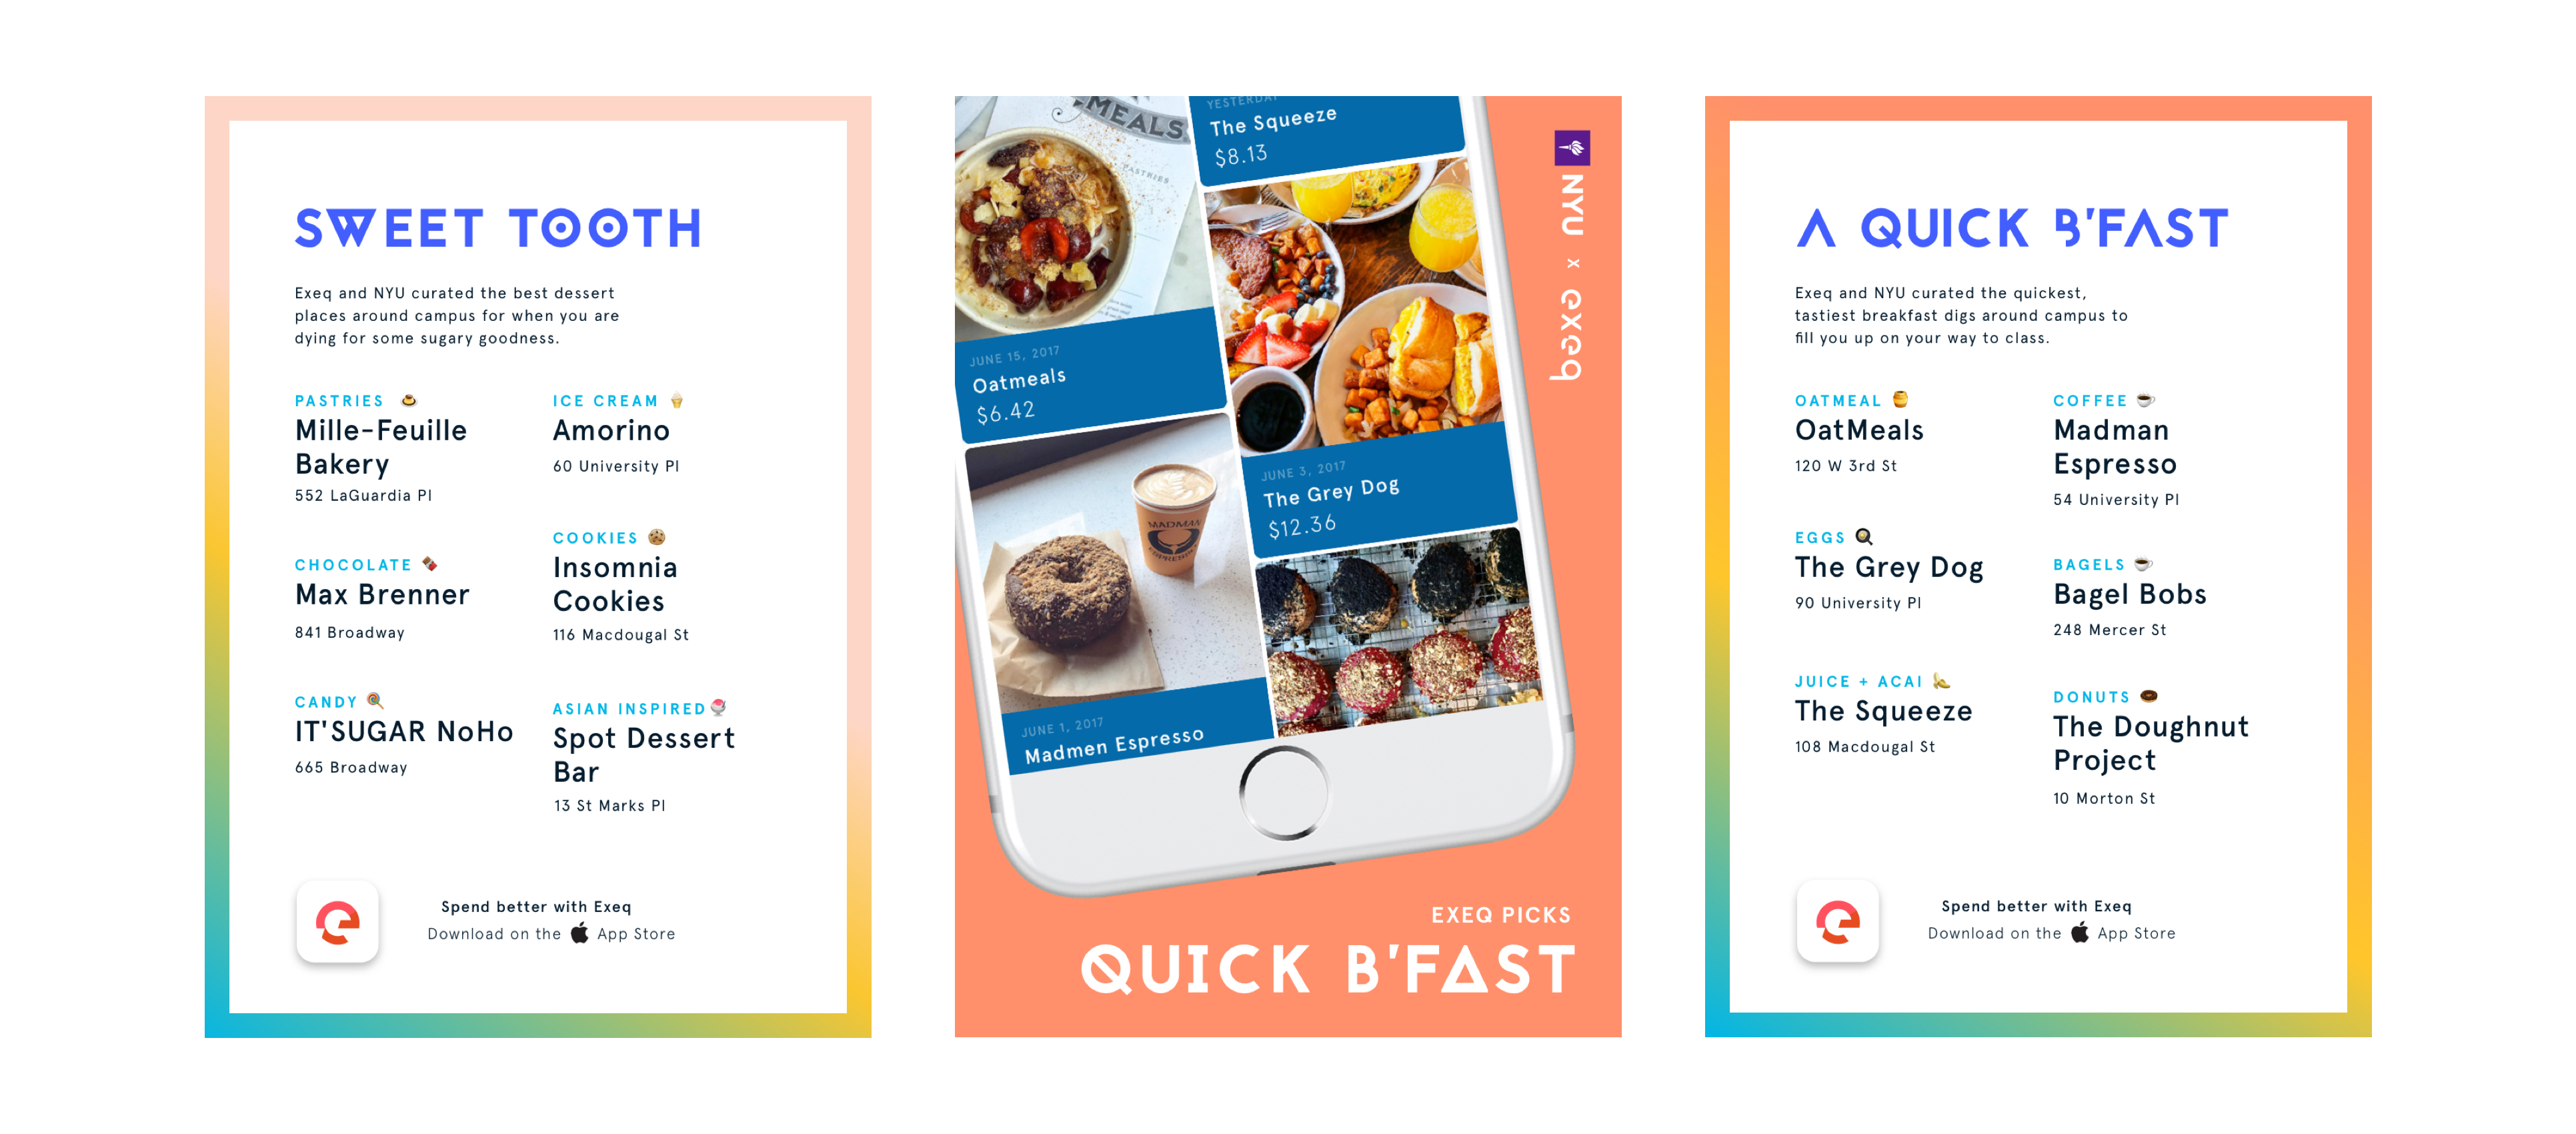 SWEET TOOTH
Exeq and NYU curated the best dessert
places around campus for when you are
dying for some sugary goodness.
PASTRIES
Mille-Feuille
Bakery
552 LaGuardia Pl
CHOCOLATE
Max Brenner
841 Broadway
CANDY
IT'SUGAR NoHo
665 Broadway
ICE CREAM
Amorino
60 University Pl
COOKIES
Insomnia
Cookies
116 Macdougal St
ASIAN INSPIRED
Spot Dessert
Bar
13 St Marks Pl
Spend better with Exeq
Download on the App Store
MEALS
PASTRIES
YESTERDAY
The Squeeze
$8.13
JUNE 15, 2017
Oatmeals
$6.42
JUNE 3, 2017
The Grey Dog
$12.36
MADMAN
ESPRESSO
JUNE 1, 2017
Madmen Espresso
NYU x exeq
EXEQ PICKS
QUICK B'FAST
A QUICK B'FAST
Exeq and NYU curated the quickest,
tastiest breakfast digs around campus to
fill you up on your way to class.
OATMEAL
OatMeals
120 W 3rd St
EGGS
The Grey Dog
90 University Pl
JUICE + ACAI
The Squeeze
108 Macdougal St
COFFEE
Madman
Espresso
54 University Pl
BAGELS
Bagel Bobs
248 Mercer St
DONUTS
The Doughnut
Project
10 Morton St
Spend better with Exeq
Download on the App Store